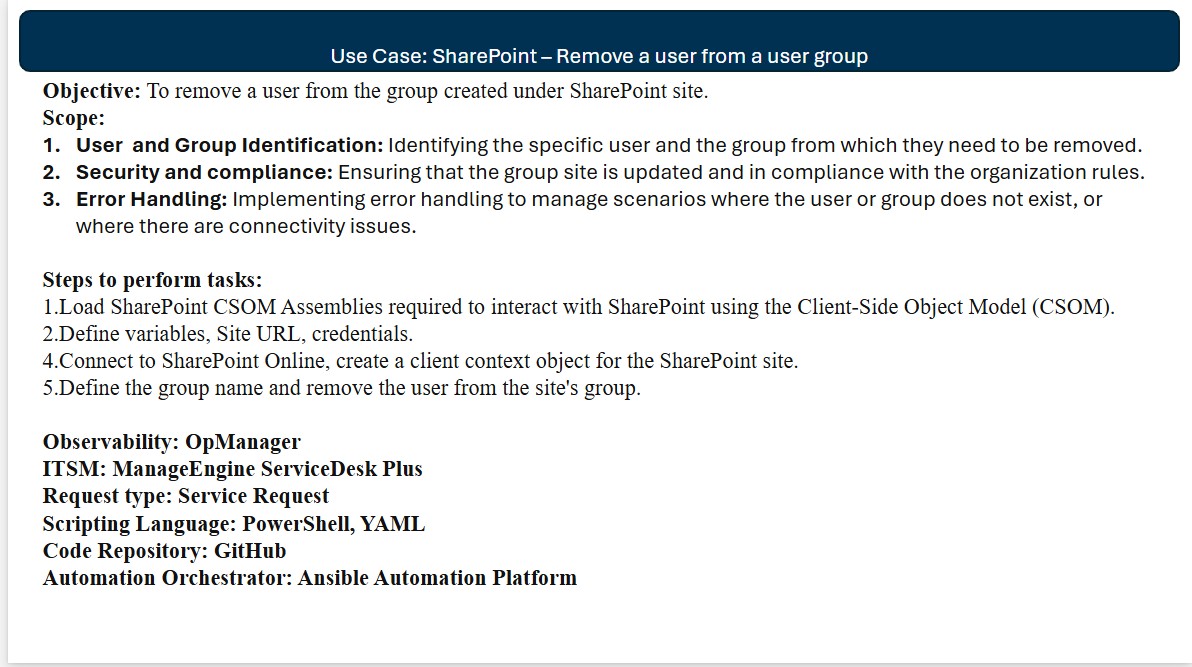 Use Case: SharePoint – Remove a user from a user group
Objective: To remove a user from the group created under SharePoint site.
Scope:
1. User and Group Identification: Identifying the specific user and the group from which they need to be removed.
2. Security and compliance: Ensuring that the group site is updated and in compliance with the organization rules.
3. Error Handling: Implementing error handling to manage scenarios where the user or group does not exist, or
where there are connectivity issues.
Steps to perform tasks:
1.Load SharePoint CSOM Assemblies required to interact with SharePoint using the Client-Side Object Model (CSOM).
2.Define variables, Site URL, credentials.
4.Connect to SharePoint Online, create a client context object for the SharePoint site.
5.Define the group name and remove the user from the site's group.
Observability: OpManager
ITSM: ManageEngine ServiceDesk Plus
Request type: Service Request
Scripting Language: PowerShell, YAML
Code Repository: GitHub
Automation Orchestrator: Ansible Automation Platform